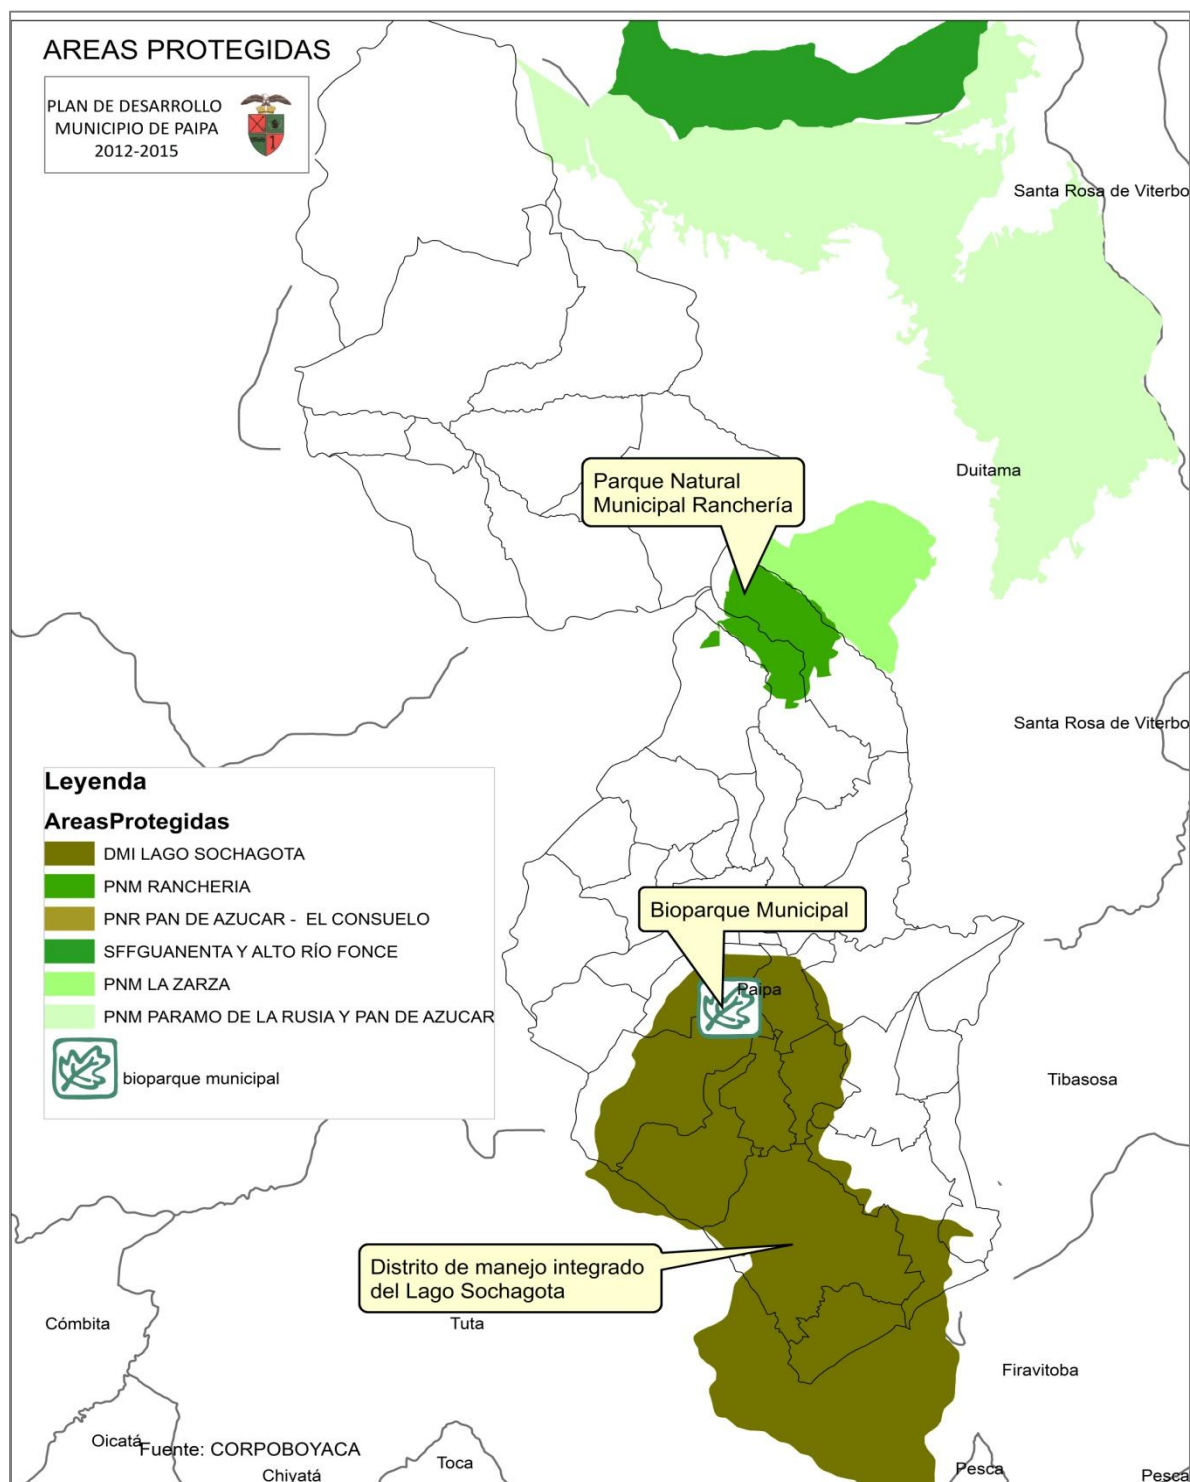 AREAS PROTEGIDAS
PLAN DE DESARROLLO
MUNICIPIO DE PAIPA
2012-2015
Santa Rosa de Viterbo
Duitama
Parque Natural
Municipal Ranchería
Santa Rosa de Viterbo
Leyenda
AreasProtegidas
DMI LAGO SOCHAGOTA
PNM RANCHERIA
PNR PAN DE AZUCAR - EL CONSUELO
SFFGUANENTA Y ALTO RÍO FONCE
PNM LA ZARZA
PNM PARAMO DE LA RUSIA Y PAN DE AZUCAR
bioparque municipal
Bioparque Municipal
Paipa
Tibasosa
Distrito de manejo integrado
del Lago Sochagota
Cómbita
Tuta
Firavitoba
Oicatá
Fuente: CORPOBOYACA
Chivatá
Toca
Pesca
Pesca